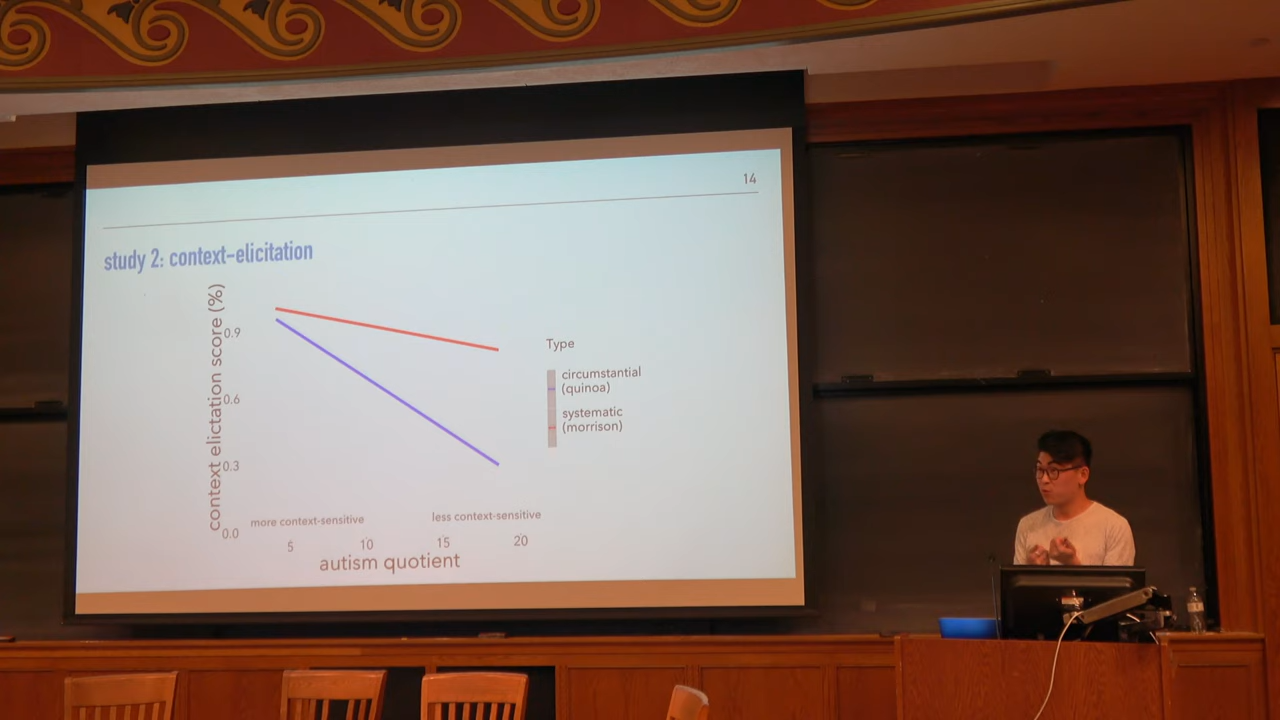 14
study 2: context-elicitation
context elictation score (%)
0.9
0.6
0.3
0.0
Type
circumstantial
(quinoa)
systematic
(morrison)
more context-sensitive
less context-sensitive
5 10 15 20
autism quotient